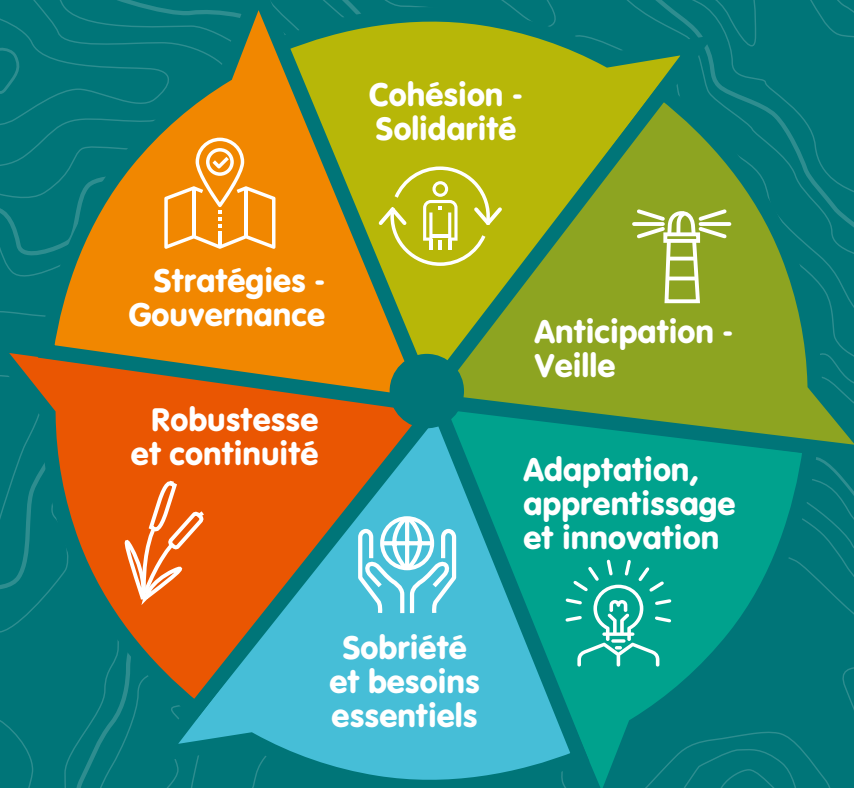 Cohésion -
Solidarité
Anticipation -
Veille
Adaptation,
apprentissage
et innovation
Sobriété
et besoins
essentiels
Robustesse
et continuité
Stratégies -
Gouvernance